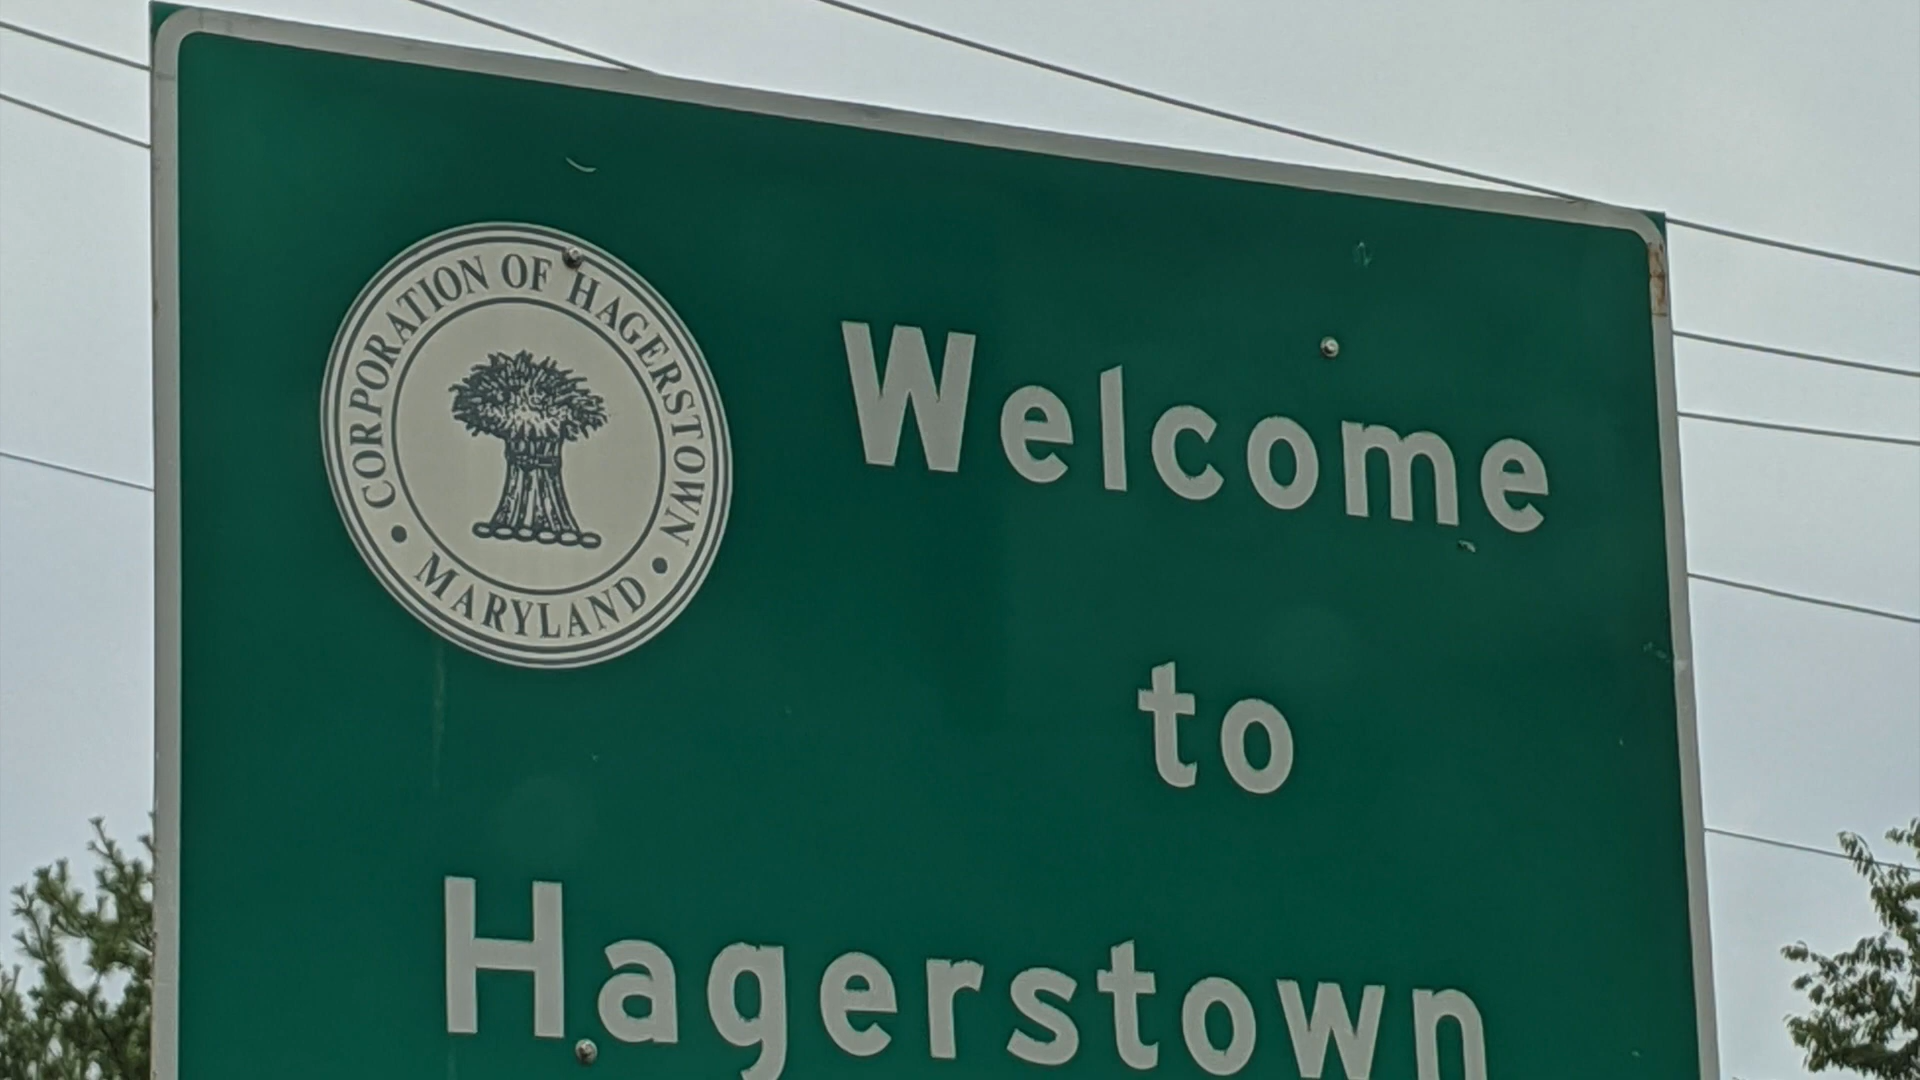 CORPORATION OF HAGERSTOWN
• MARYLAND •
Welcome
to
Hagerstown